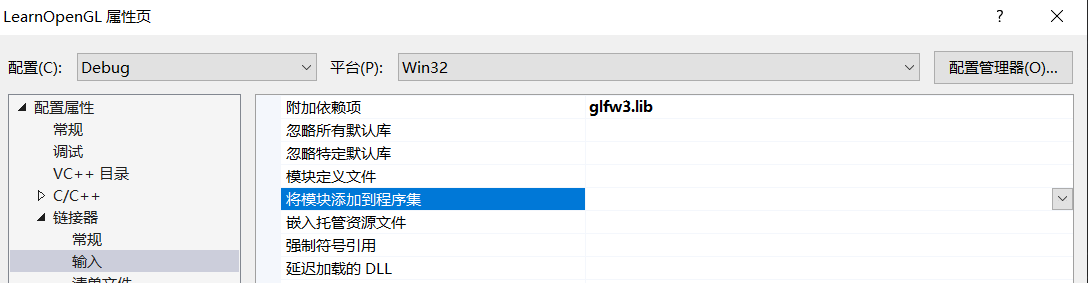 LearnOpenGL 属性页
配置(C): Debug 平台(P): Win32 配置管理器(O)...
配置属性
常规
调试
VC++ 目录
C/C++
链接器
常规
输入
清单文件
附加依赖项 glfw3.lib
忽略所有默认库
忽略特定默认库
模块定义文件
将模块添加到程序集
嵌入托管资源文件
强制符号引用
延迟加载的 DLL